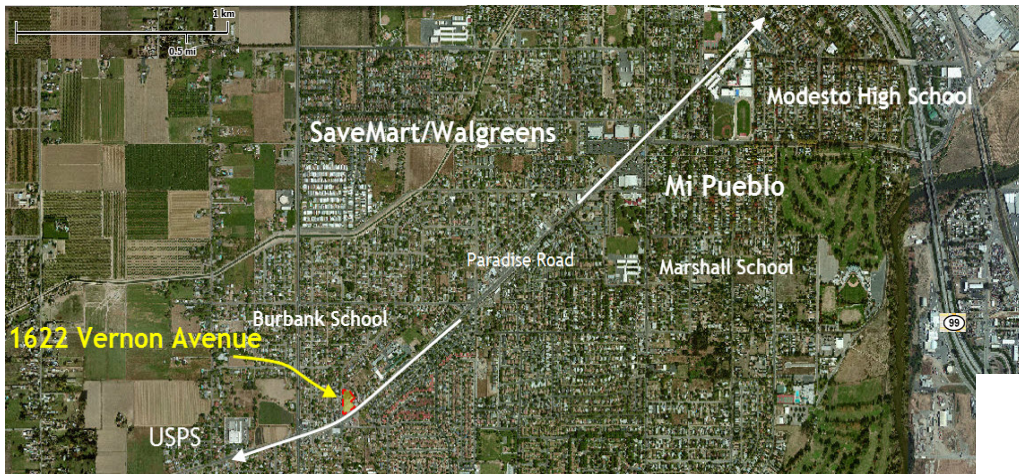 1 km
0.5 mi
Modesto High School
SaveMart/Walgreens
Mi Pueblo
Paradise Road
Marshall School
Burbank School
99
1622 Vernon Avenue
USPS